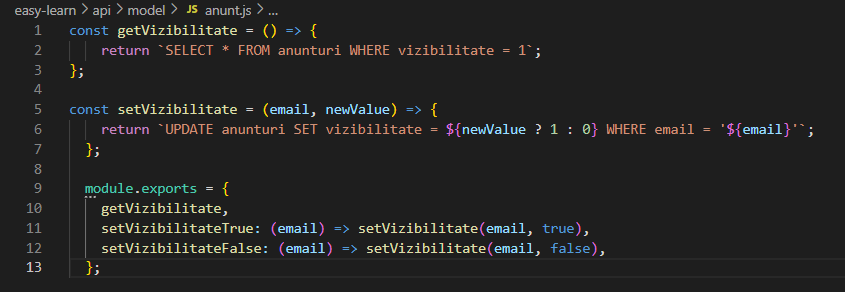 easy-learn > api > model > JS anunt.js > ...
1 const getVizibilitate = () => {
2     return `SELECT * FROM anunturi WHERE vizibilitate = 1`;
3 };
4
5 const setVizibilitate = (email, newValue) => {
6     return `UPDATE anunturi SET vizibilitate = ${newValue ? 1 : 0} WHERE email = '${email}'`;
7   };
8
9   module.exports = {
10     getVizibilitate,
11     setVizibilitateTrue: (email) => setVizibilitate(email, true),
12     setVizibilitateFalse: (email) => setVizibilitate(email, false),
13   };